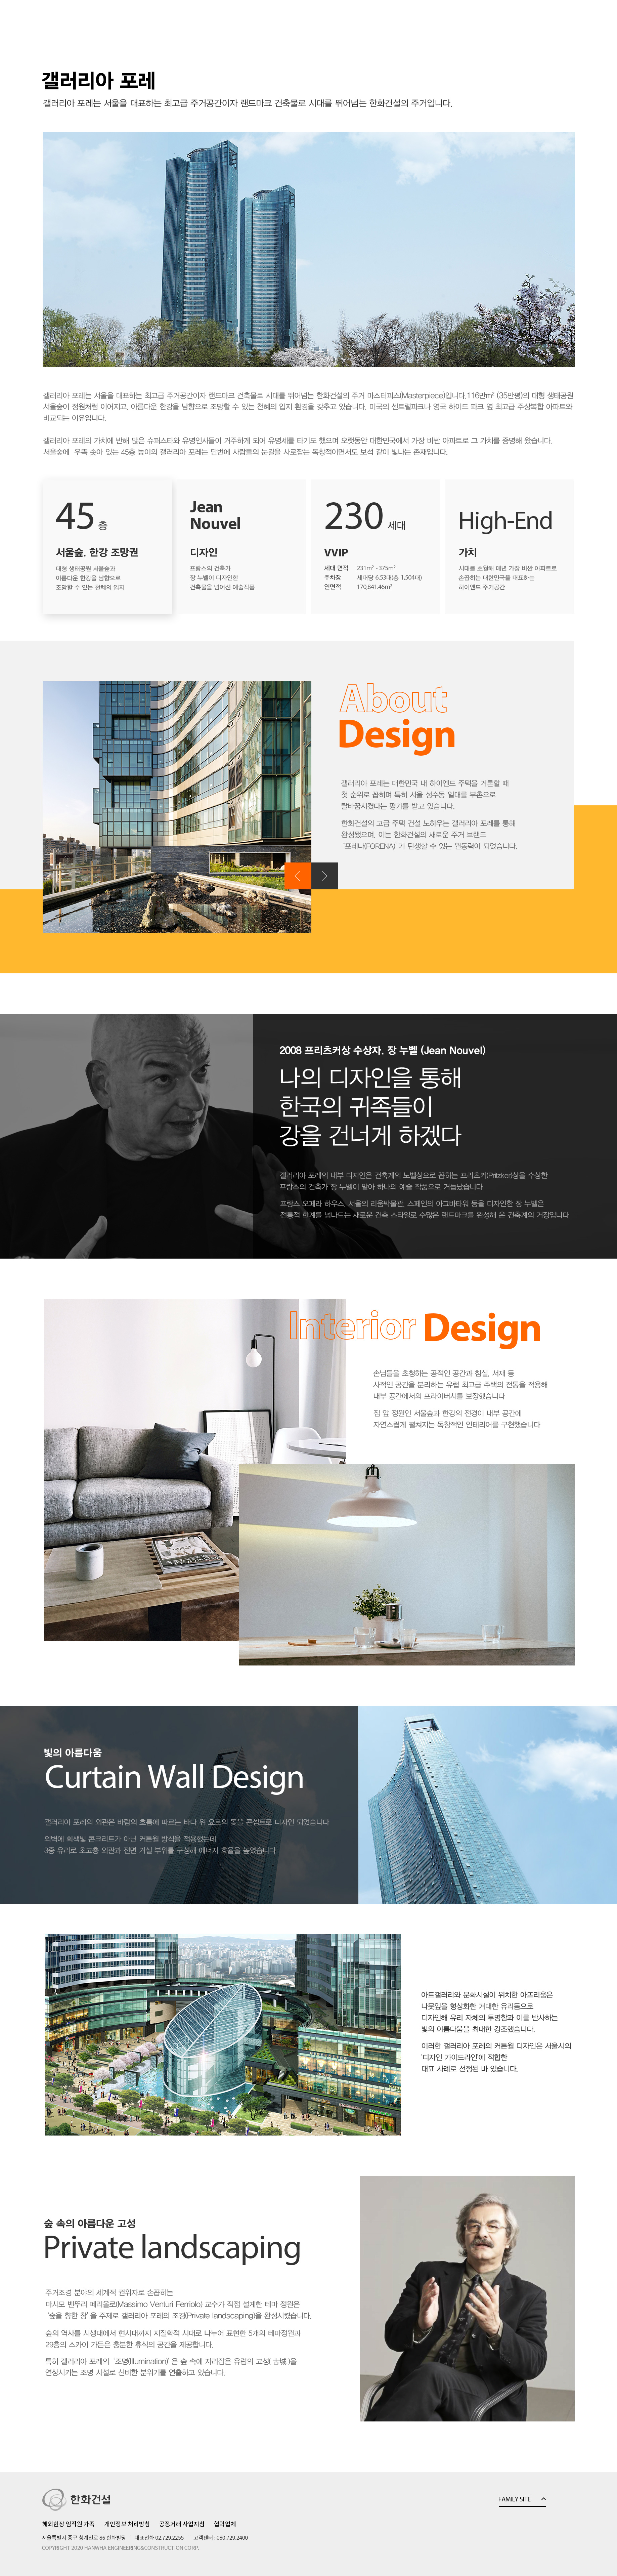 갤러리아 포레
갤러리아 포레는 서울을 대표하는 최고급 주거공간이자 랜드마크 건축물로 시대를 뛰어넘는 한화건설의 주거입니다.
갤러리아 포레는 서울을 대표하는 최고급 주거공간이자 랜드마크 건축물로 시대를 뛰어넘는 한화건설의 주거 마스터피스(Masterpiece)입니다.116만m² (35만평)의 대형 생태공원
서울숲이 정원처럼 이어지고, 아름다운 한강을 남향으로 조망할 수 있는 천혜의 입지 환경을 갖추고 있습니다. 미국의 센트럴파크나 영국 하이드 파크 옆 최고급 주상복합 아파트와
비교되는 이유입니다.
갤러리아 포레의 가치에 반해 많은 슈퍼스타와 유명인사들이 거주하게 되어 유명세를 타기도 했으며 오랫동안 대한민국에서 가장 비싼 아파트로 그 가치를 증명해 왔습니다.
서울숲에 우뚝 솟아 있는 45층 높이의 갤러리아 포레는 단번에 사람들의 눈길을 사로잡는 독창적이면서도 보석 같이 빛나는 존재입니다.
45 층
서울숲, 한강 조망권
대형 생태공원 서울숲과
아름다운 한강을 남향으로
조망할 수 있는 천혜의 입지
Jean
Nouvel
디자인
프랑스의 건축가
장 누벨이 디자인한
건축물을 넘어선 예술작품
230 세대
VVIP
세대 면적 231m² - 375m²
주차장 세대당 6.53대(총 1,504대)
연면적 170,841.46m²
High-End
가치
시대를 초월해 매년 가장 비싼 아파트로
손꼽히는 대한민국을 대표하는
하이엔드 주거공간
About
Design
갤러리아 포레는 대한민국 내 하이엔드 주택을 거론할 때
첫 순위로 꼽히며 특히 서울 성수동 일대를 부촌으로
탈바꿈시켰다는 평가를 받고 있습니다.
한화건설의 고급 주택 건설 노하우는 갤러리아 포레를 통해
완성됐으며, 이는 한화건설의 새로운 주거 브랜드
‘포레나(FORENA)’ 가 탄생할 수 있는 원동력이 되었습니다.
2008 프리츠커상 수상자, 장 누벨 (Jean Nouvel)
나의 디자인을 통해
한국의 귀족들이
강을 건너게 하겠다
갤러리아 포레의 내부 디자인은 건축계의 노벨상으로 꼽히는 프리츠커(Pritzker)상을 수상한
프랑스의 건축가 장 누벨이 맡아 하나의 예술 작품으로 거듭났습니다
프랑스 오페라 하우스, 서울의 리움박물관, 스페인의 아그바타워 등을 디자인한 장 누벨은
전통적 한계를 넘나드는 새로운 건축 스타일로 수많은 랜드마크를 완성해 온 건축계의 거장입니다
Interior Design
손님들을 초청하는 공적인 공간과 침실, 서재 등
사적인 공간을 분리하는 유럽 최고급 주택의 전통을 적용해
내부 공간에서의 프라이버시를 보장했습니다
집 앞 정원인 서울숲과 한강의 전경이 내부 공간에
자연스럽게 펼쳐지는 독창적인 인테리어를 구현했습니다
빛의 아름다움
Curtain Wall Design
갤러리아 포레의 외관은 바람의 흐름에 따르는 바다 위 요트의 돛을 콘셉트로 디자인 되었습니다
외벽에 회색빛 콘크리트가 아닌 커튼월 방식을 적용했는데
3중 유리로 초고층 외관과 전면 거실 부위를 구성해 에너지 효율을 높였습니다
아트갤러리와 문화시설이 위치한 아뜨리움은
나뭇잎을 형상화한 거대한 유리돔으로
디자인해 유리 자체의 투명함과 이를 반사하는
빛의 아름다움을 최대한 강조했습니다.
이러한 갤러리아 포레의 커튼월 디자인은 서울시의
‘디자인 가이드라인’에 적합한
대표 사례로 선정된 바 있습니다.
숲 속의 아름다운 고성
Private landscaping
주거조경 분야의 세계적 권위자로 손꼽히는
마시모 벤뚜리 페리올로(Massimo Venturi Ferriolo) 교수가 직접 설계한 테마 정원은
‘숲을 향한 창’ 을 주제로 갤러리아 포레의 조경(Private landscaping)을 완성시켰습니다.
숲의 역사를 시생대에서 현시대까지 지질학적 시대로 나누어 표현한 5개의 테마정원과
29층의 스카이 가든은 충분한 휴식의 공간을 제공합니다.
특히 갤러리아 포레의 ‘조명(Illumination)’ 은 숲 속에 자리잡은 유럽의 고성( 古城 )을
연상시키는 조명 시설로 신비한 분위기를 연출하고 있습니다.
한화건설
FAMILY SITE
해외현장 임직원 가족 개인정보 처리방침 공정거래 사업지침 협력업체
서울특별시 중구 청계천로 86 한화빌딩 대표전화 02.729.2255 고객센터 : 080.729.2400
COPYRIGHT 2020 HANWHA ENGINEERING&CONSTRUCTION CORP.